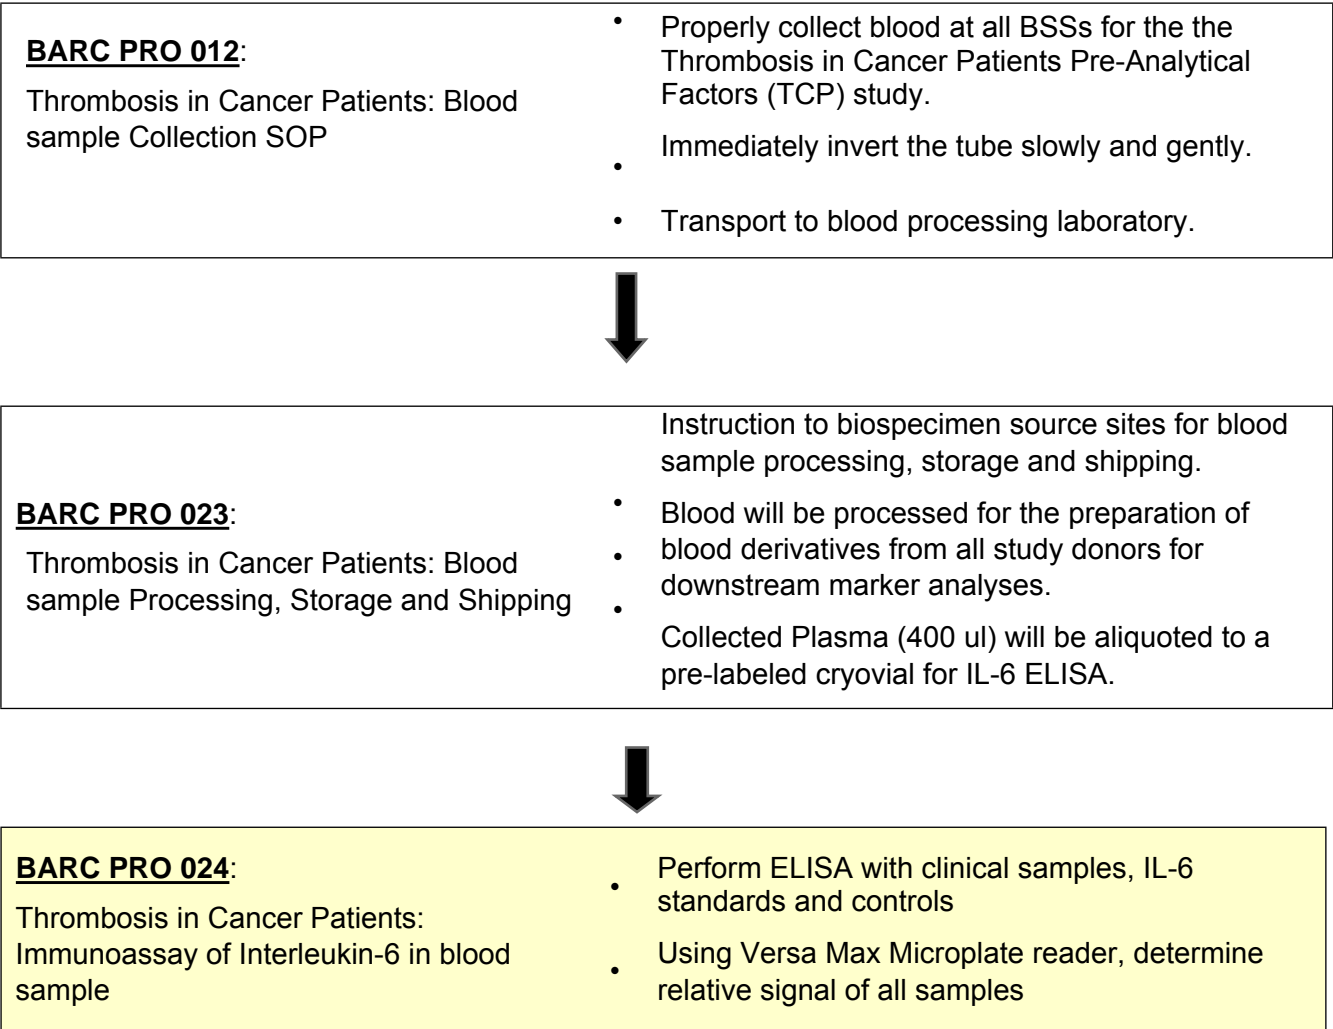 BARC PRO 012:
Thrombosis in Cancer Patients: Blood
sample Collection SOP
• Properly collect blood at all BSSs for the the
Thrombosis in Cancer Patients Pre-Analytical
Factors (TCP) study.
• Immediately invert the tube slowly and gently.
• Transport to blood processing laboratory.
BARC PRO 023:
Thrombosis in Cancer Patients: Blood
sample Processing, Storage and Shipping
• Instruction to biospecimen source sites for blood
sample processing, storage and shipping.
• Blood will be processed for the preparation of
blood derivatives from all study donors for
downstream marker analyses.
• Collected Plasma (400 ul) will be aliquoted to a
pre-labeled cryovial for IL-6 ELISA.
BARC PRO 024:
Thrombosis in Cancer Patients:
Immunoassay of Interleukin-6 in blood
sample
• Perform ELISA with clinical samples, IL-6
standards and controls
• Using Versa Max Microplate reader, determine
relative signal of all samples